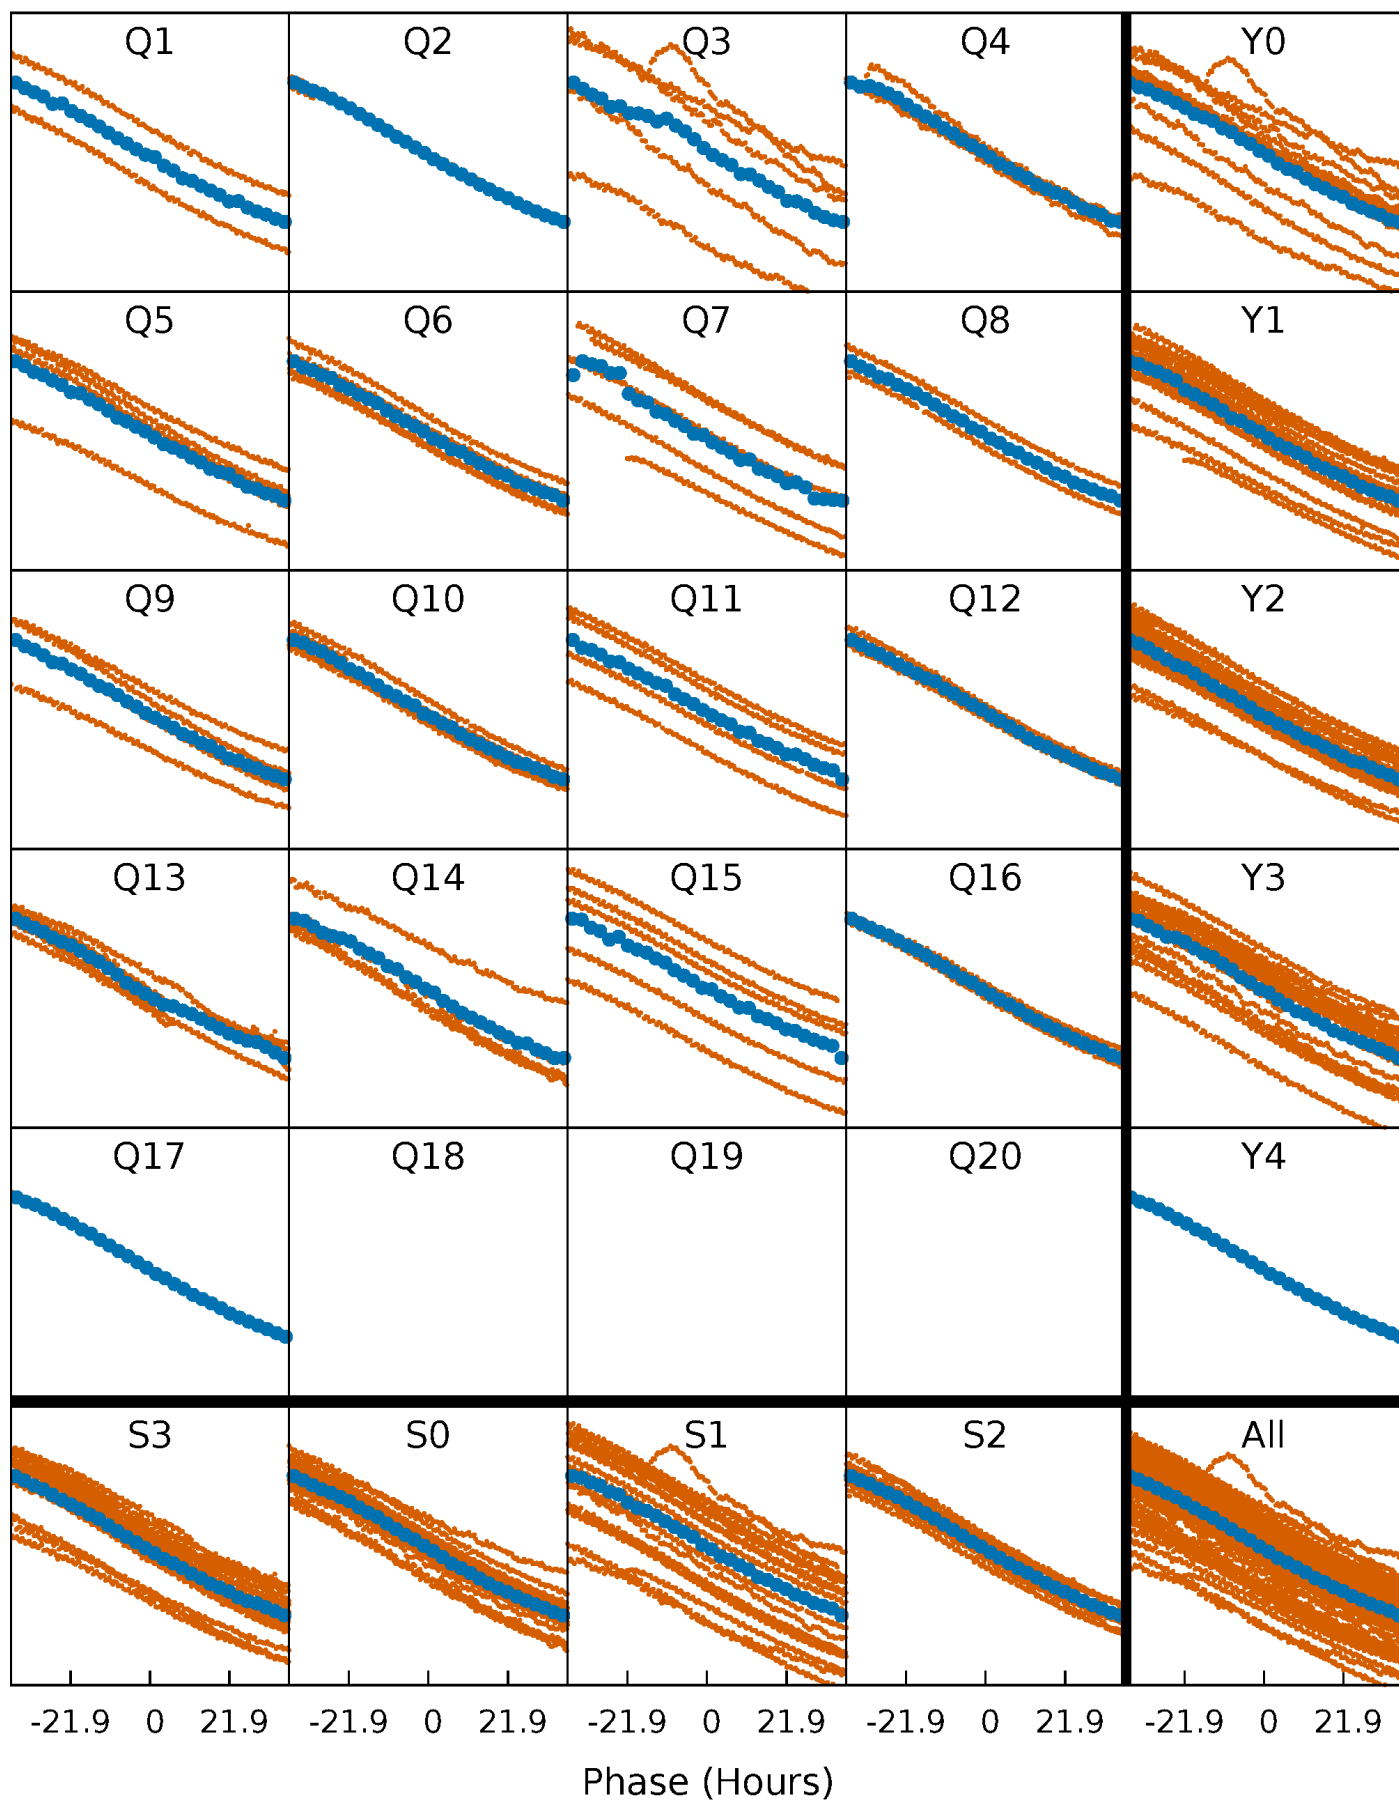 Q1 Q2 Q3 Q4 Y0
Q5 Q6 Q7 Q8 Y1
Q9 Q10 Q11 Q12 Y2
Q13 Q14 Q15 Q16 Y3
Q17 Q18 Q19 Q20 Y4
S3 S0 S1 S2 All
-21.9 0 21.9 -21.9 0 21.9 -21.9 0 21.9 -21.9 0 21.9 -21.9 0 21.9
Phase (Hours)